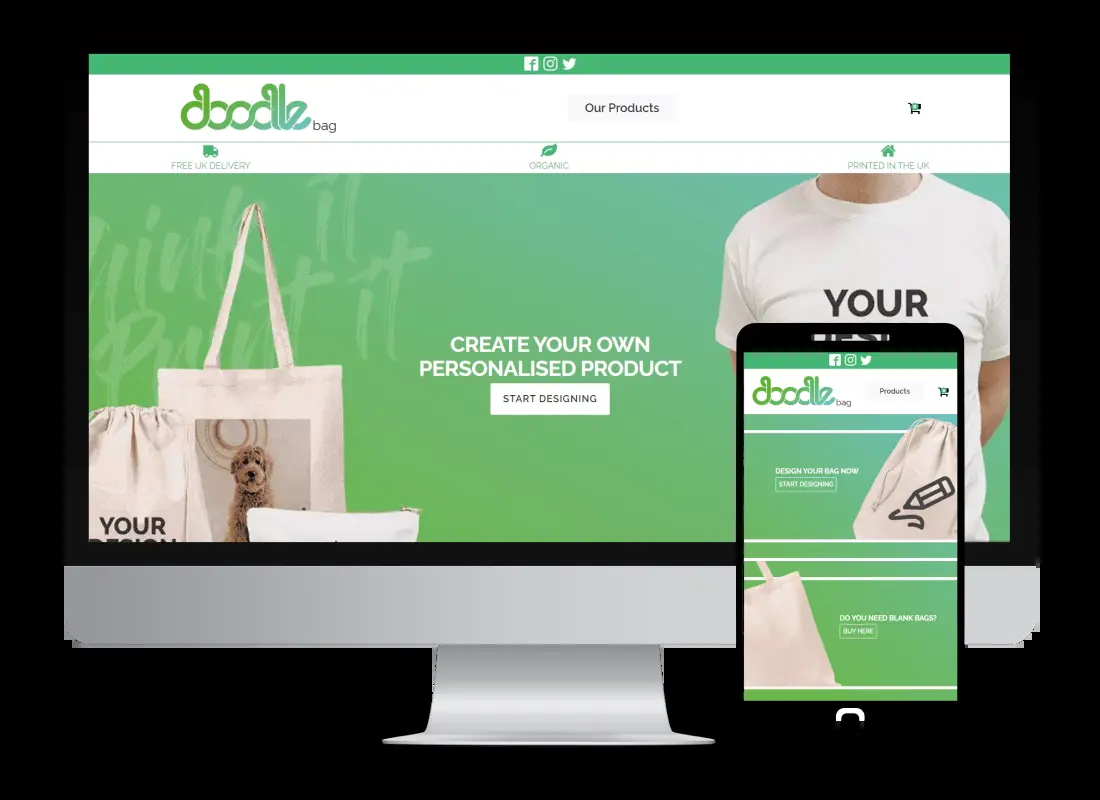 doodle bag
Our Products
FREE UK DELIVERY
ORGANIC
PRINTED IN THE UK
Think it
Print it
CREATE YOUR OWN
PERSONALISED PRODUCT
START DESIGNING
YOUR
DESIGN
YOUR
doodle bag
Products
DESIGN YOUR BAG NOW
START DESIGNING
DO YOU NEED BLANK BAGS?
BUY HERE